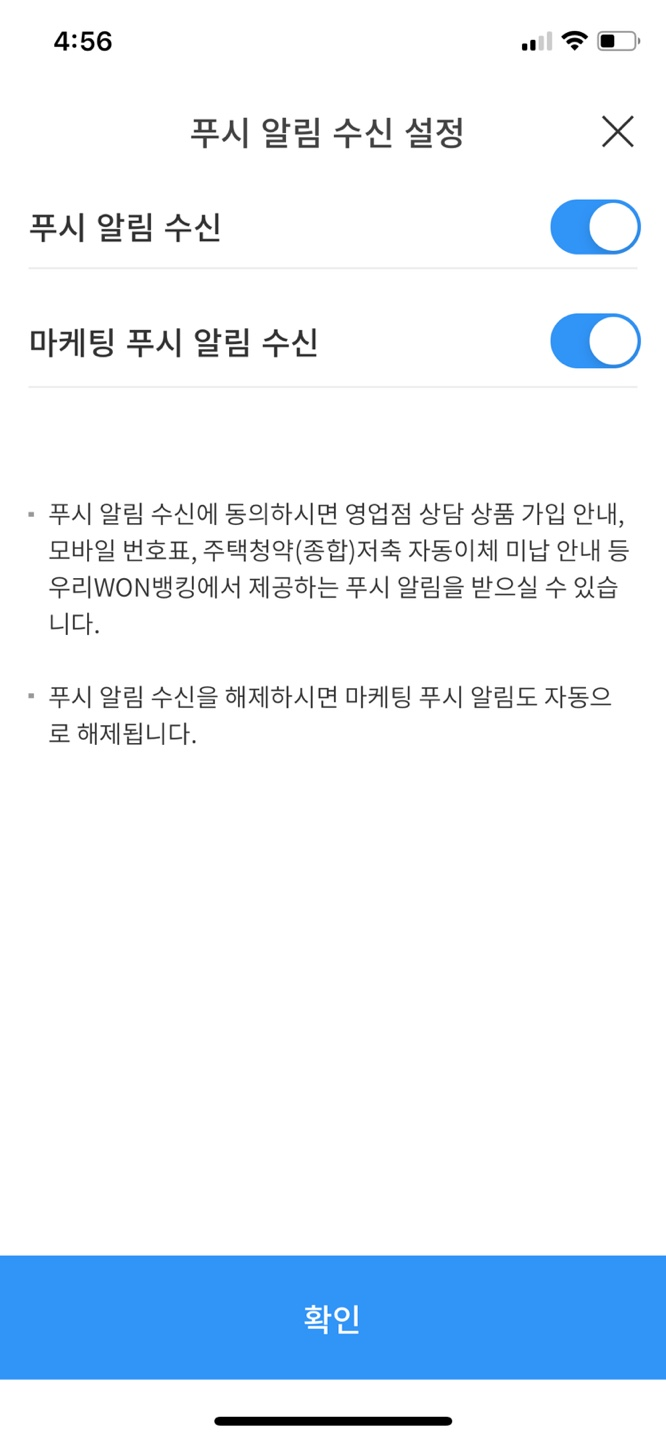 4:56
푸시 알림 수신 설정
푸시 알림 수신
마케팅 푸시 알림 수신
푸시 알림 수신에 동의하시면 영업점 상담 상품 가입 안내,
모바일 번호표, 주택청약(종합)저축 자동이체 미납 안내 등
우리WON뱅킹에서 제공하는 푸시 알림을 받으실 수 있습
니다.
푸시 알림 수신을 해제하시면 마케팅 푸시 알림도 자동으
로 해제됩니다.
확인